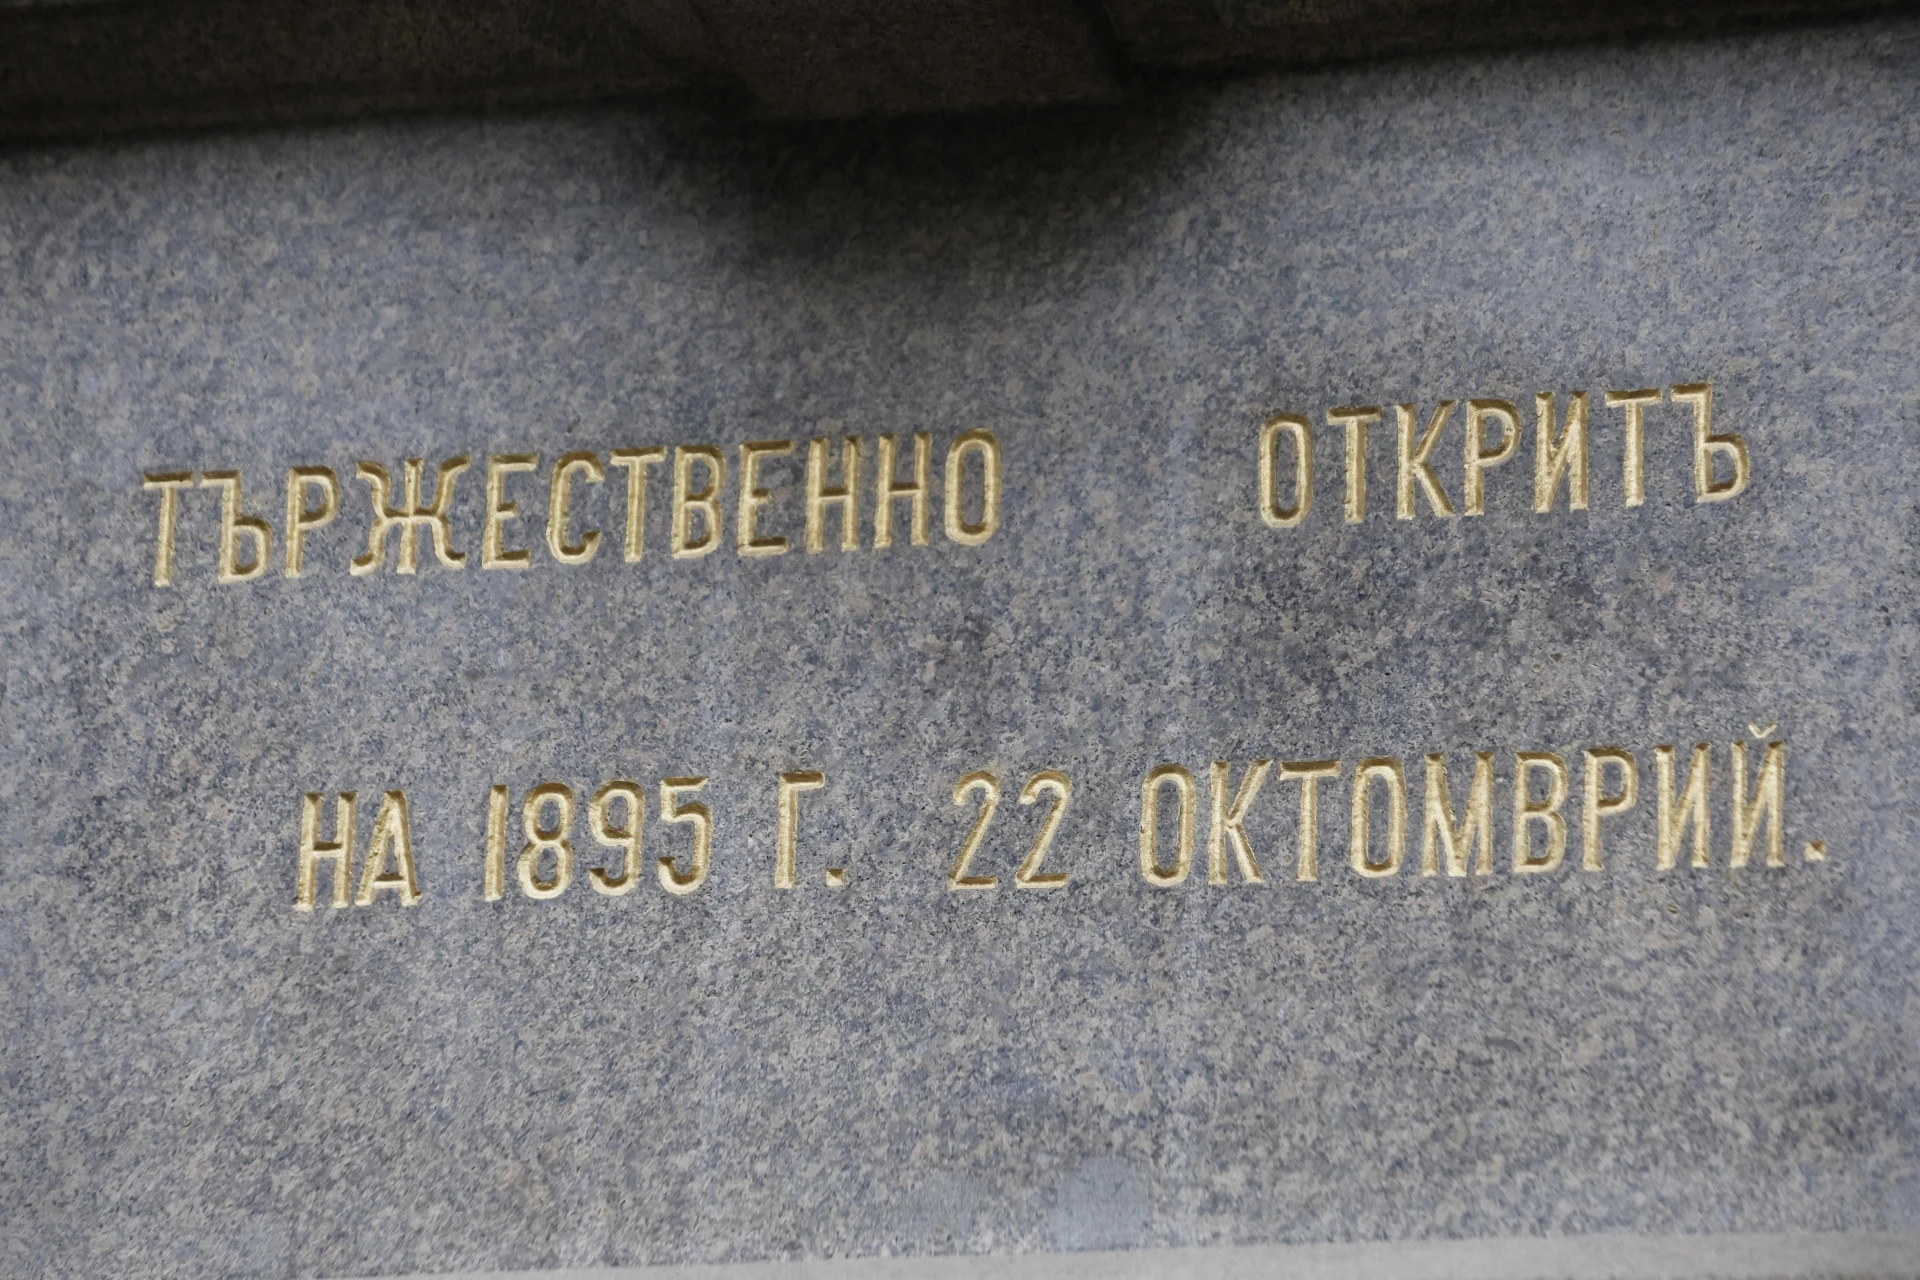 ТЪРЖЕСТВЕННО ОТКРИТЪ
НА 1895 Г. 22 ОКТОМВРИЙ.